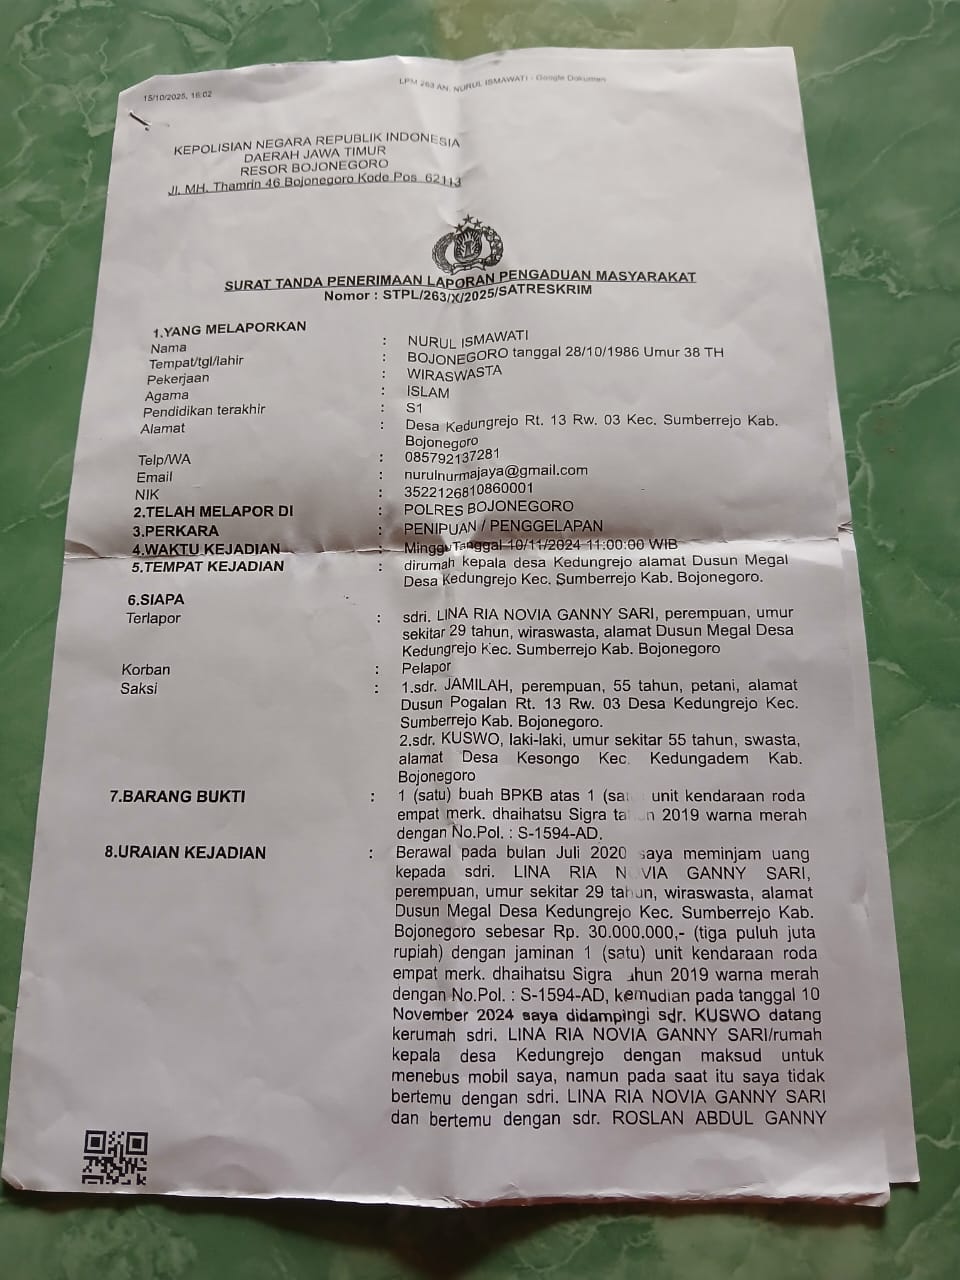 15/10/2025, 16:02
LPM 263 AN. NURUL ISMAWATI - Google Dokumen
KEPOLISIAN NEGARA REPUBLIK INDONESIA
DAERAH JAWA TIMUR
RESOR BOJONEGORO
Jl. MH. Thamrin 46 Bojonegoro Kode Pos 62113
SURAT TANDA PENERIMAAN LAPORAN PENGADUAN MASYARAKAT
Nomor : STPL/263/X/2025/SATRESKRIM
1.YANG MELAPORKAN
Nama : NURUL ISMAWATI
Tempat/tgl/lahir : BOJONEGORO tanggal 28/10/1986 Umur 38 TH
Pekerjaan : WIRASWASTA
Agama : ISLAM
Pendidikan terakhir : S1
Alamat : Desa Kedungrejo Rt. 13 Rw. 03 Kec. Sumberrejo Kab.
Bojonegoro
Telp/WA : 085792137281
Email : nurulnurmajaya@gmail.com
NIK : 3522126810860001
2.TELAH MELAPOR DI : POLRES BOJONEGORO
3.PERKARA : PENIPUAN / PENGGELAPAN
4.WAKTU KEJADIAN : Minggu Tanggal 10/11/2024 11:00:00 WIB
5.TEMPAT KEJADIAN : dirumah kepala desa Kedungrejo alamat Dusun Megal
Desa Kedungrejo Kec. Sumberrejo Kab. Bojonegoro.
6.SIAPA
Terlapor : sdri. LINA RIA NOVIA GANNY SARI, perempuan, umur
sekitar 29 tahun, wiraswasta, alamat Dusun Megal Desa
Kedungrejo Kec. Sumberrejo Kab. Bojonegoro
Korban : Pelapor
Saksi : 1.sdr. JAMILAH, perempuan, 55 tahun, petani, alamat
Dusun Pogalan Rt. 13 Rw. 03 Desa Kedungrejo Kec.
Sumberrejo Kab. Bojonegoro.
2.sdr. KUSWO, laki-laki, umur sekitar 55 tahun, swasta,
alamat Desa Kesongo Kec. Kedungadem Kab.
Bojonegoro
7.BARANG BUKTI : 1 (satu) buah BPKB atas 1 unit kendaraan roda
empat merk. dhaihatsu Sigra 2019 warna merah
dengan No.Pol. : S-1594-AD.
8.URAIAN KEJADIAN : Berawal pada bulan Juli 2020 saya meminjam uang
kepada sdri. LINA RIA NOVIA GANNY SARI,
perempuan, umur sekitar 29 tahun, wiraswasta, alamat
Dusun Megal Desa Kedungrejo Kec. Sumberrejo Kab.
Bojonegoro sebesar Rp. 30.000.000,- (tiga puluh juta
rupiah) dengan jaminan 1 (satu) unit kendaraan roda
empat merk. dhaihatsu Sigra tahun 2019 warna merah
dengan No.Pol. : S-1594-AD, kemudian pada tanggal 10
November 2024 saya didampingi sdr. KUSWO datang
kerumah sdri. LINA RIA NOVIA GANNY SARI/rumah
kepala desa Kedungrejo dengan maksud untuk
menebus mobil saya, namun pada saat itu saya tidak
bertemu dengan sdri. LINA RIA NOVIA GANNY SARI
dan bertemu dengan sdr. ROSLAN ABDUL GANNY